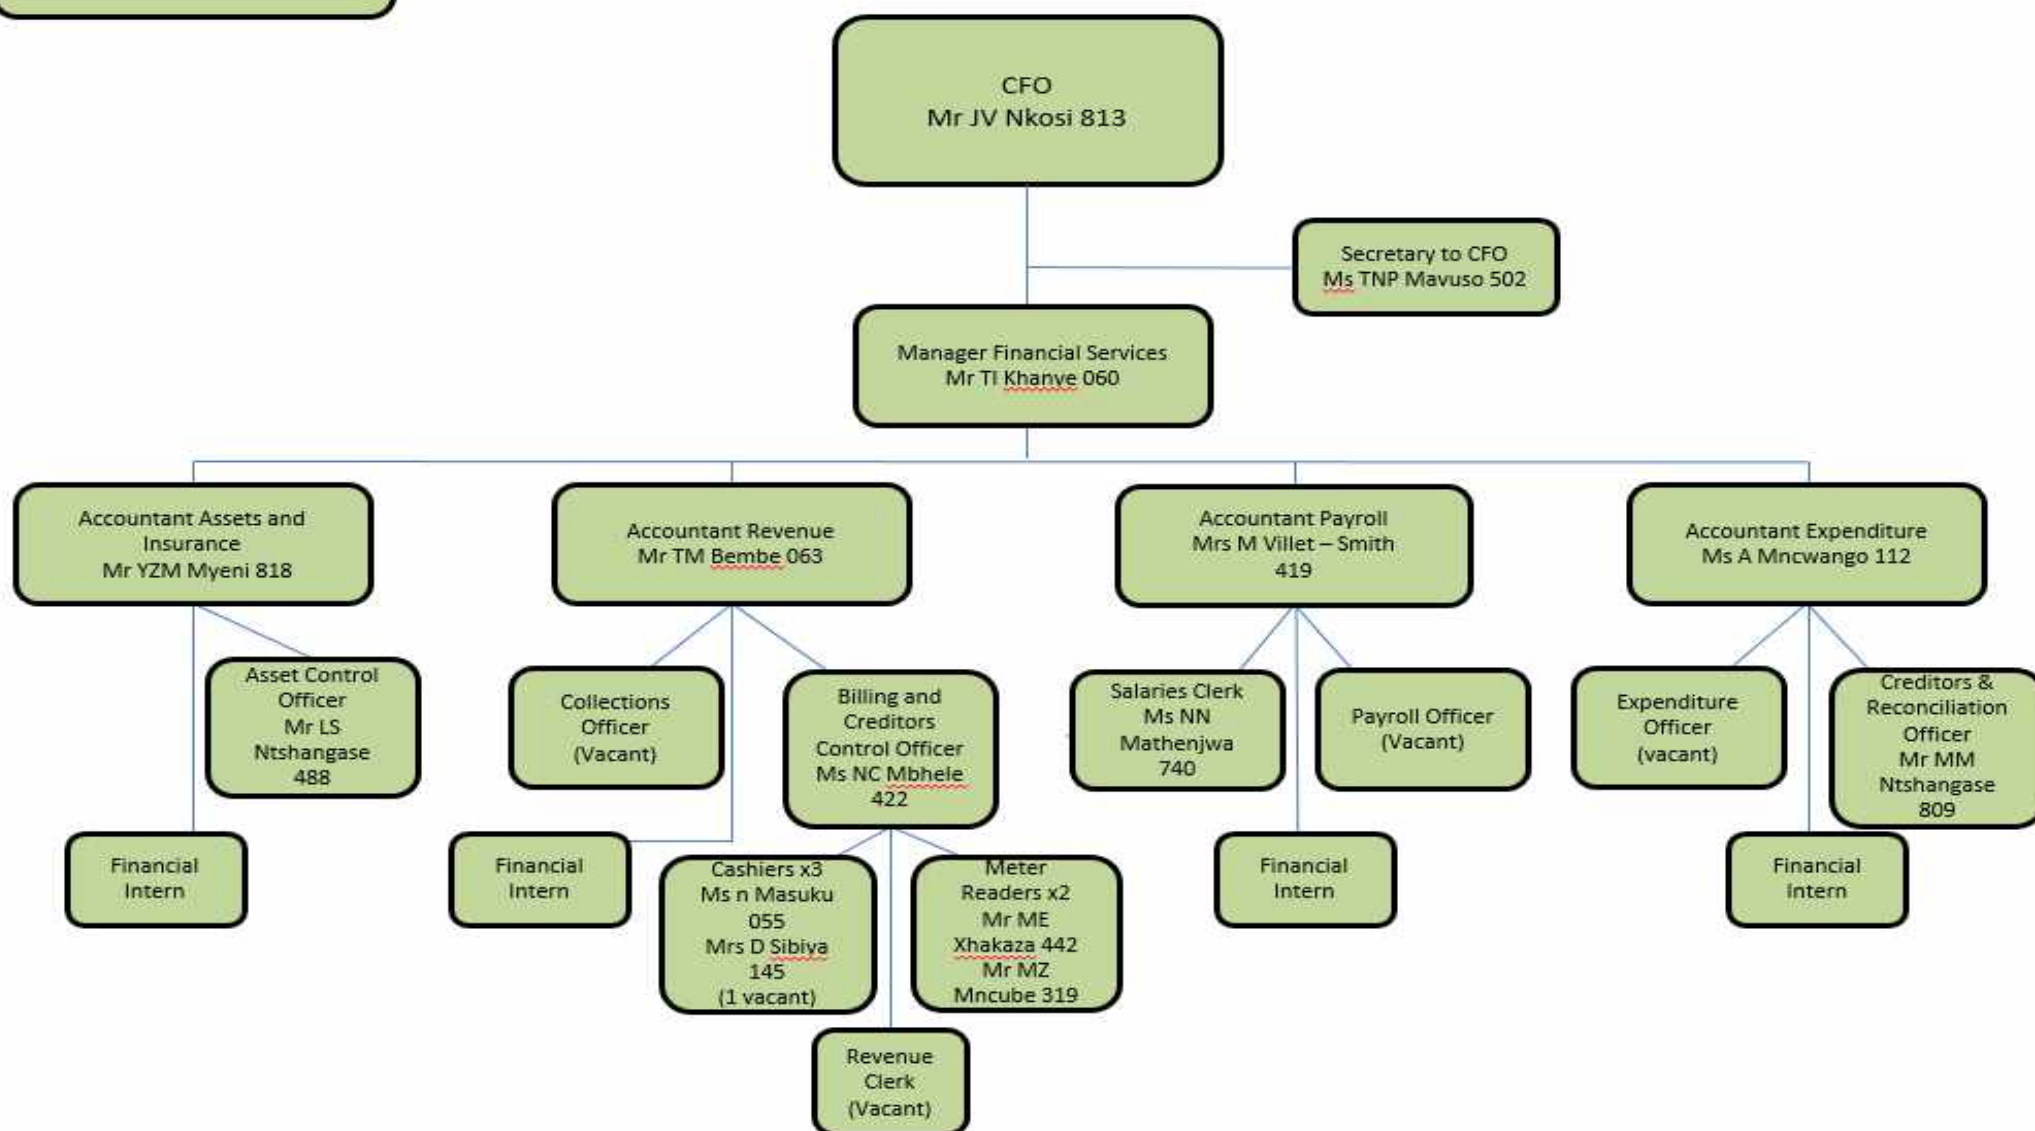 CFO
Mr JV Nkosi 813
Secretary to CFO
Ms TNP Mavuso 502
Manager Financial Services
Mr TI Khanye 060
Accountant Assets and
Insurance
Mr YZM Myeni 818
Accountant Revenue
Mr TM Bembe 063
Accountant Payroll
Mrs M Villet – Smith
419
Accountant Expenditure
Ms A Mncwango 112
Asset Control
Officer
Mr LS
Ntshangase
488
Collections
Officer
(Vacant)
Billing and
Creditors
Control Officer
Ms NC Mbhele
422
Salaries Clerk
Ms NN
Mathenjwa
740
Payroll Officer
(Vacant)
Expenditure
Officer
(vacant)
Creditors &
Reconciliation
Officer
Mr MM
Ntshangase
809
Financial
Intern
Financial
Intern
Cashiers x3
Ms n Masuku
055
Mrs D Sibiya
145
(1 vacant)
Meter
Readers x2
Mr ME
Xhakaza 442
Mr MZ
Mncube 319
Financial
Intern
Financial
Intern
Revenue
Clerk
(Vacant)